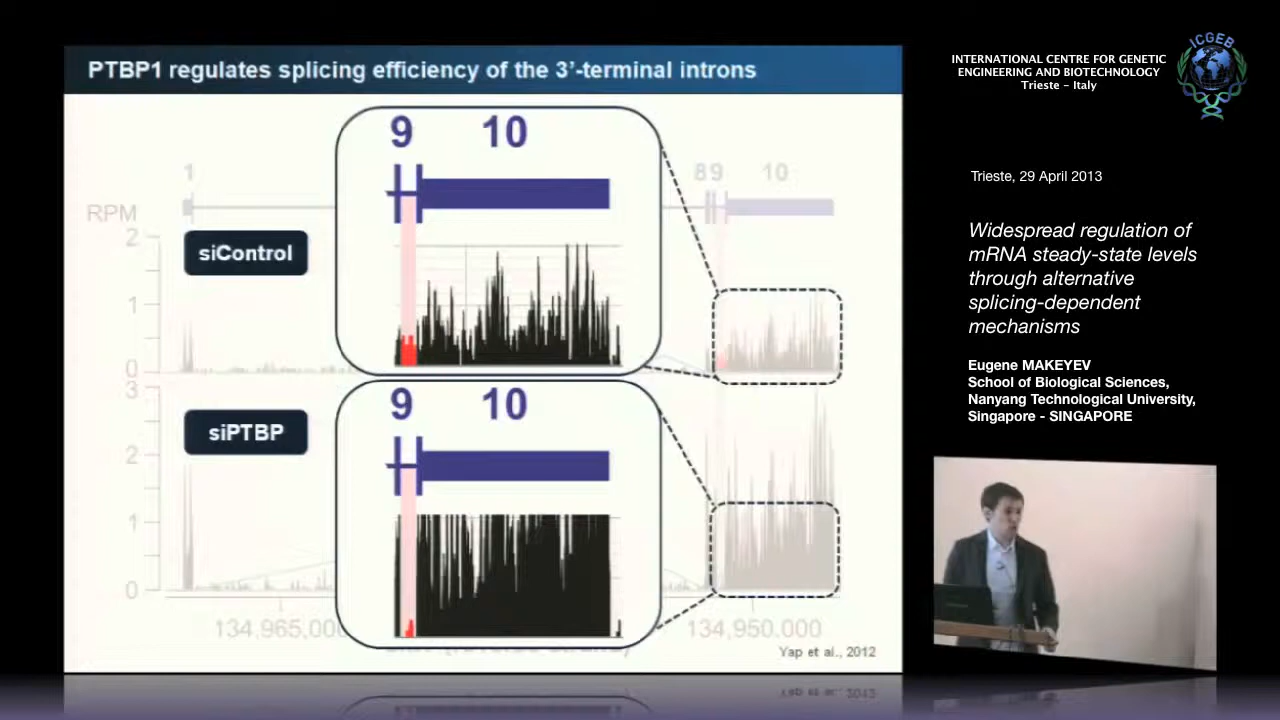 PTBP1 regulates splicing efficiency of the 3'-terminal introns
9 10
1
89 10
RPM
2
siControl
1
0
9 10
3
siPTBP
2
1
0
134,965,000
134,950,000
Yap et al., 2012
ICGEB
INTERNATIONAL CENTRE FOR GENETIC
ENGINEERING AND BIOTECHNOLOGY
Trieste – Italy
Trieste, 29 April 2013
Widespread regulation of
mRNA steady-state levels
through alternative
splicing-dependent
mechanisms
Eugene MAKEYEV
School of Biological Sciences,
Nanyang Technological University,
Singapore - SINGAPORE